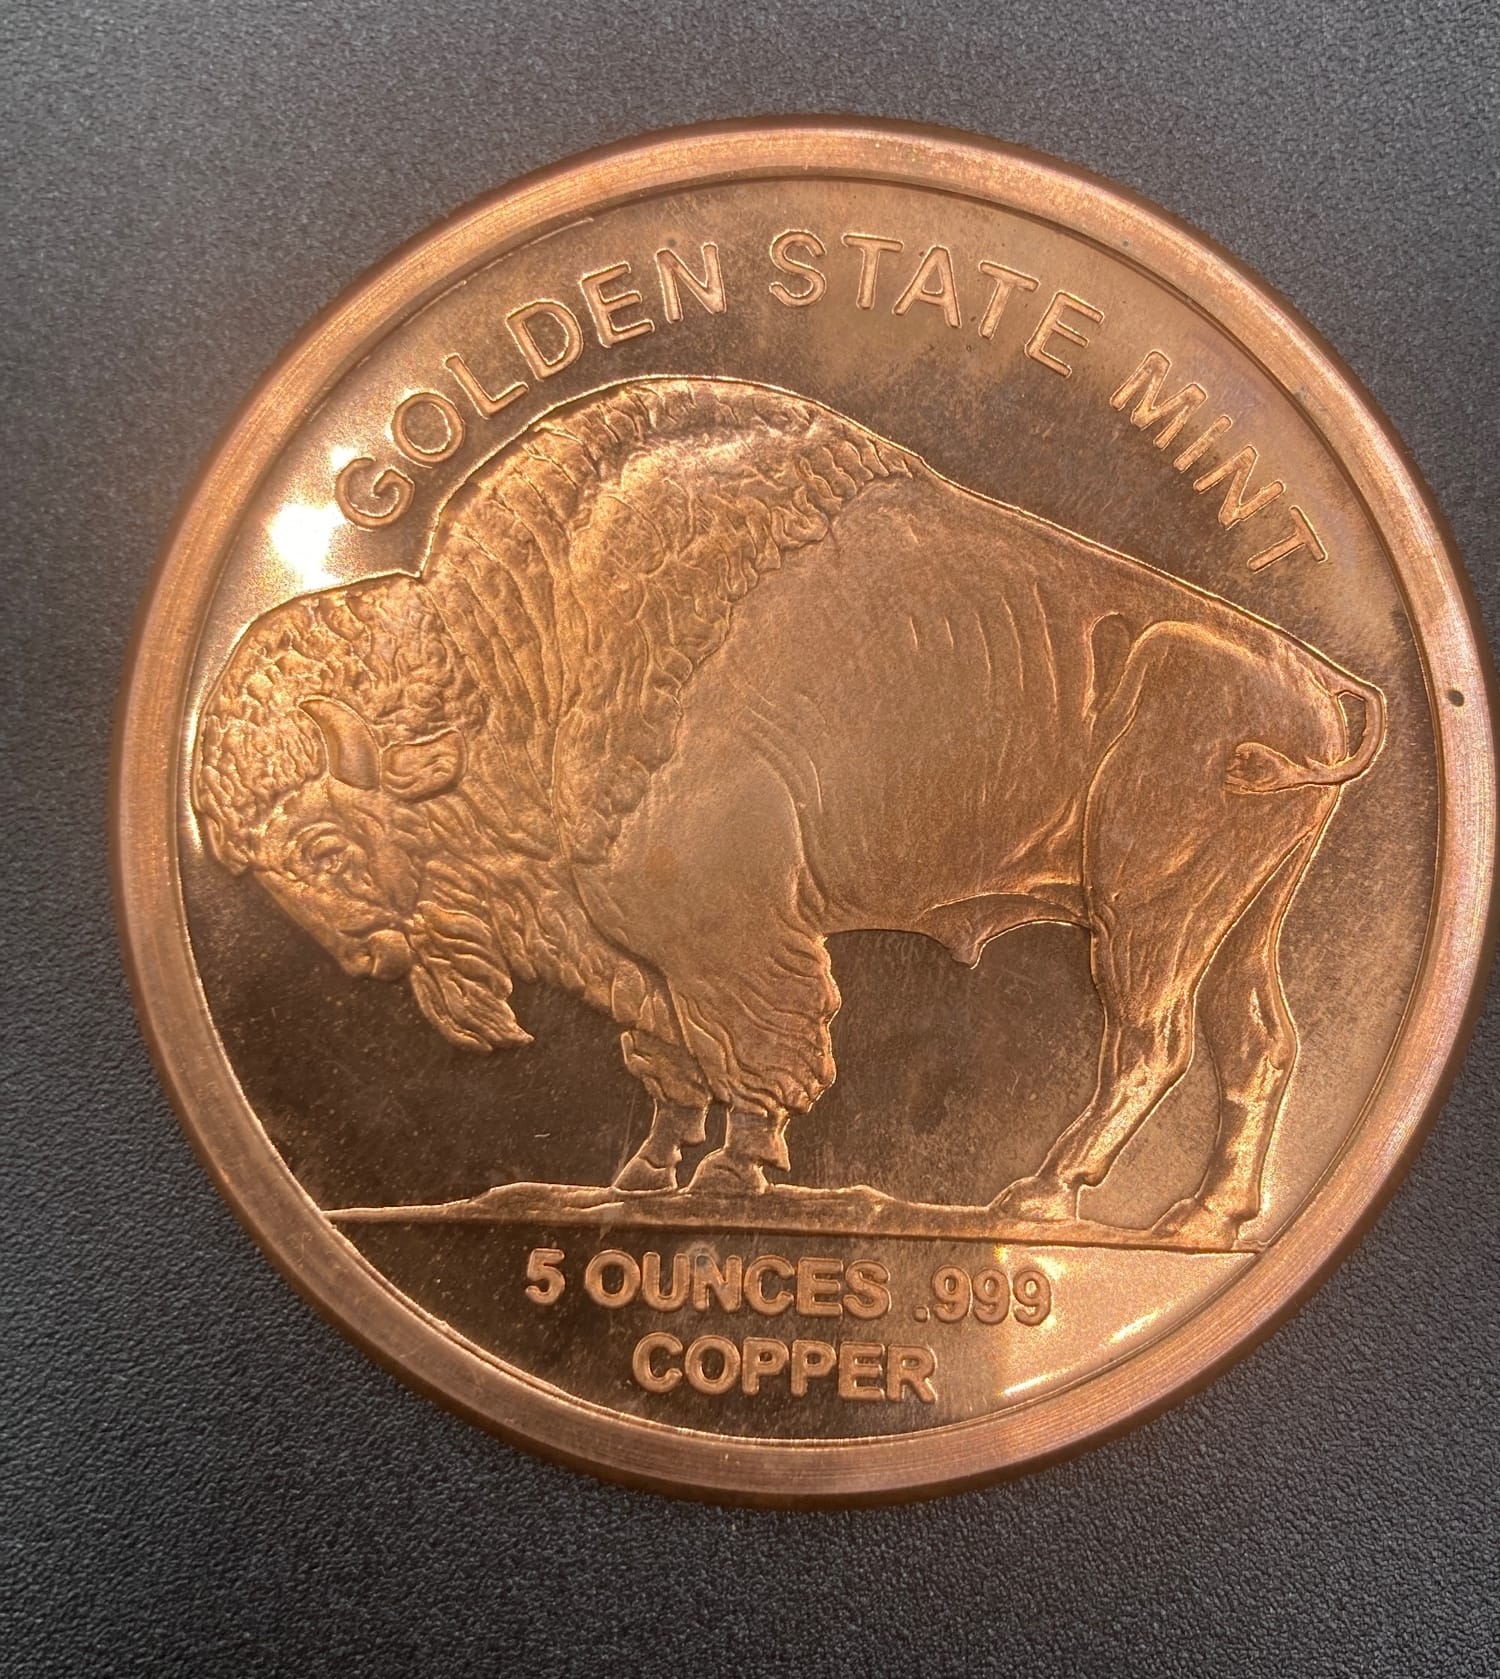 GOLDEN STATE MINT
5 OUNCES .999
COPPER